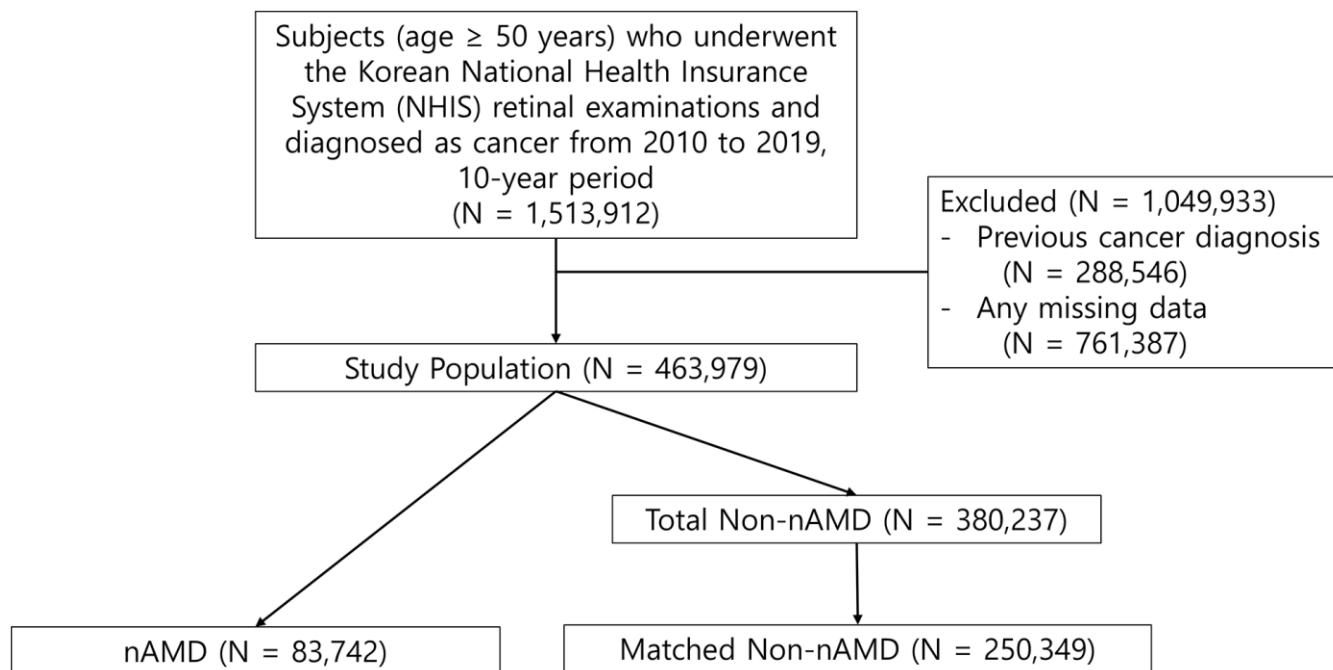 Subjects (age ≥ 50 years) who underwent
the Korean National Health Insurance
System (NHIS) retinal examinations and
diagnosed as cancer from 2010 to 2019,
10-year period
(N = 1,513,912)
Excluded (N = 1,049,933)
- Previous cancer diagnosis
(N = 288,546)
- Any missing data
(N = 761,387)
Study Population (N = 463,979)
Total Non-nAMD (N = 380,237)
nAMD (N = 83,742)
Matched Non-nAMD (N = 250,349)